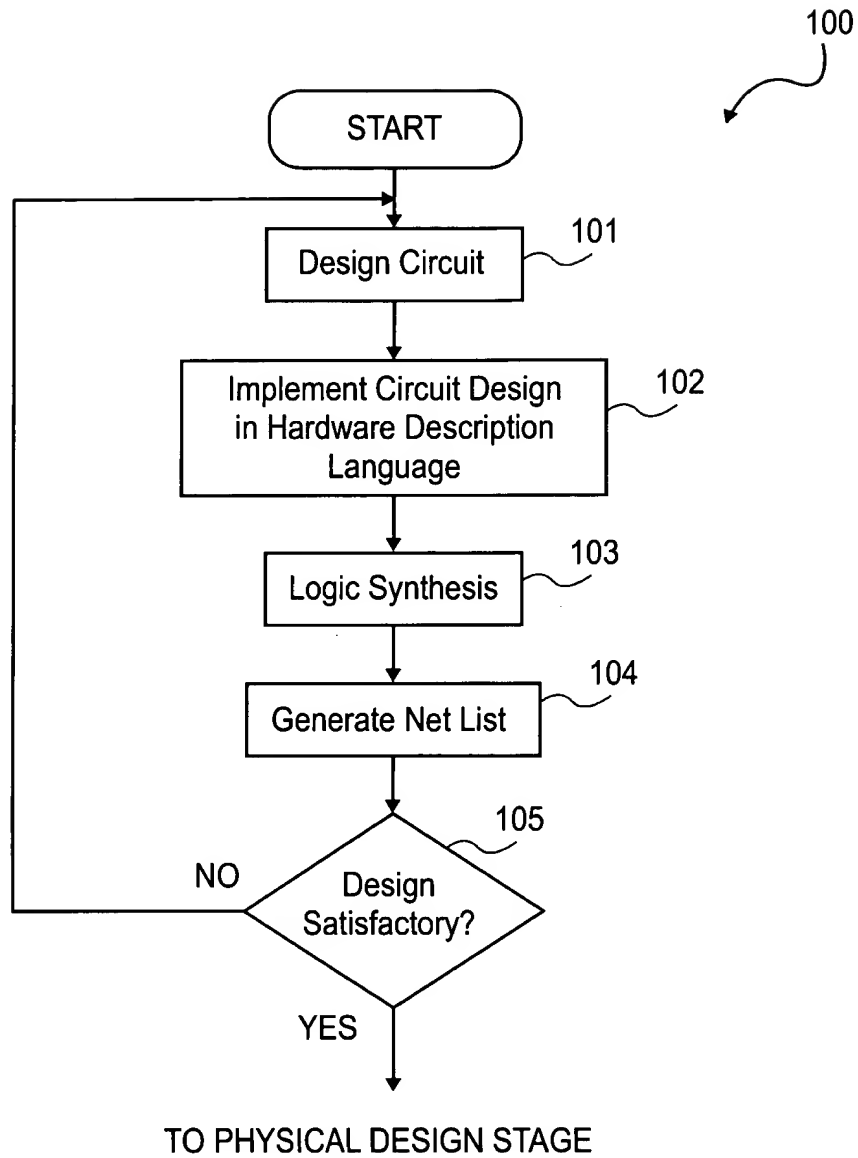 100
START
101
Design Circuit
102
Implement Circuit Design
in Hardware Description
Language
103
Logic Synthesis
104
Generate Net List
105
NO
Design
Satisfactory?
YES
TO PHYSICAL DESIGN STAGE